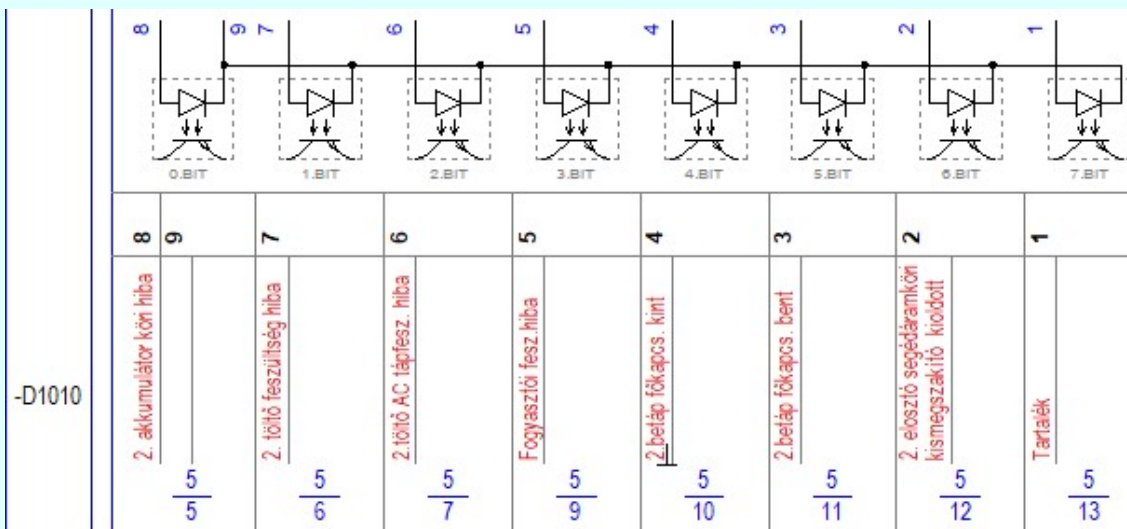 8 9 7 6 5 4 3 2 1
0.BIT 1.BIT 2.BIT 3.BIT 4.BIT 5.BIT 6.BIT 7.BIT
8 9 7 6 5 4 3 2 1
-D1010
2. akkumulátor köri hiba
2. töltő feszültség hiba
2.töltő AC tápfesz. hiba
Fogyasztói fesz.hiba
2.betáp főkapcs. kint
2.betáp főkapcs. bent
2. elosztó segédáramköri
kismegszakító kioldott
Tartalék
5 5 5 5 5 5 5 5
5 6 7 9 10 11 12 13